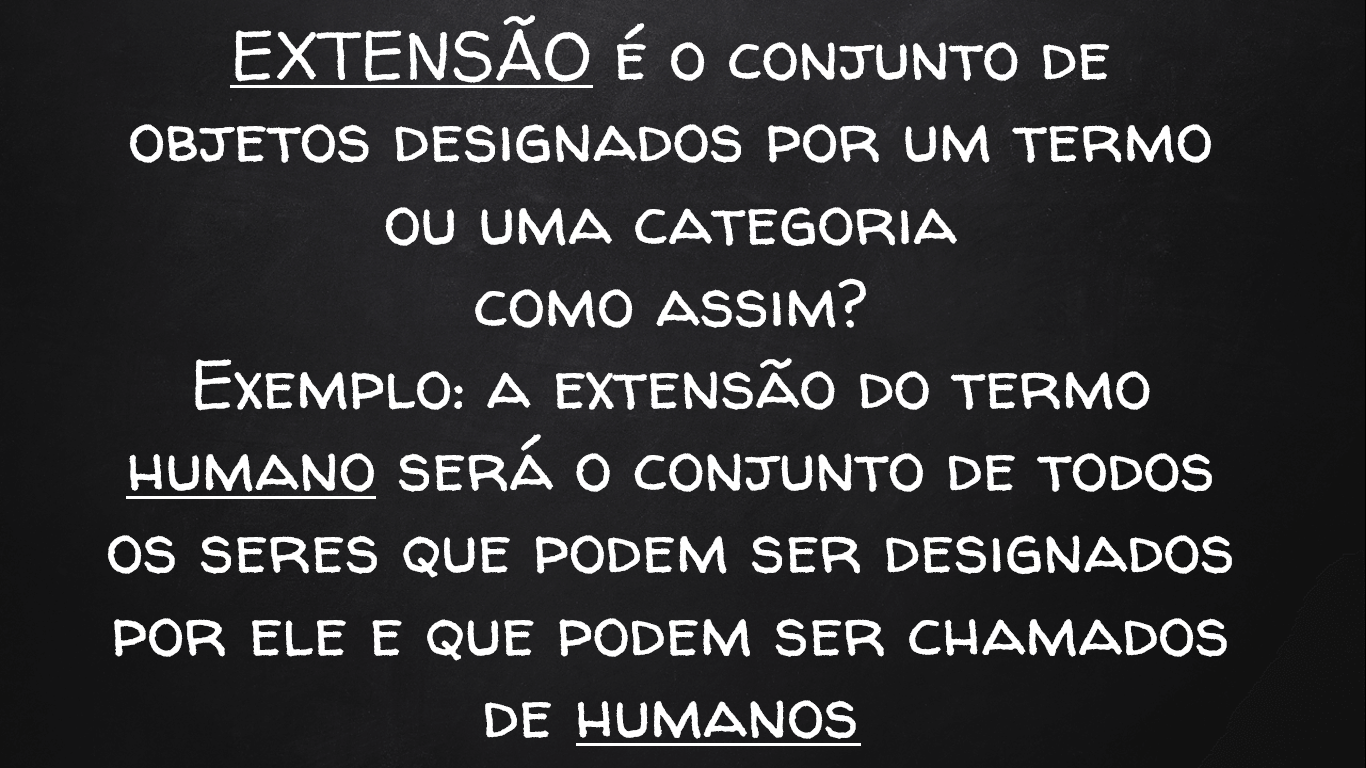 EXTENSÃO É O CONJUNTO DE
OBJETOS DESIGNADOS POR UM TERMO
OU UMA CATEGORIA
COMO ASSIM?
EXEMPLO: A EXTENSÃO DO TERMO
HUMANO SERÁ O CONJUNTO DE TODOS
OS SERES QUE PODEM SER DESIGNADOS
POR ELE E QUE PODEM SER CHAMADOS
DE HUMANOS